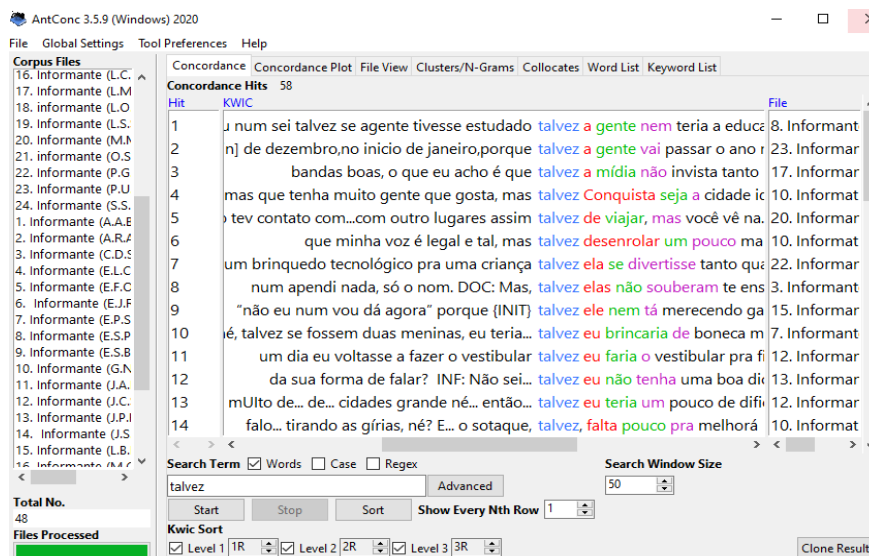 AntConc 3.5.9 (Windows) 2020
File Global Settings Tool Preferences Help
Corpus Files
16. Informante (L.C.
17. Informante (L.M
18. informante (L.O
19. Informante (L.S.
20. Informante (M.N
21. informante (O.S
22. Informante (P.G
23. Informante (P.U
24. Informante (S.S.
1. Informante (A.A.B
2. Informante (A.R.A
3. Informante (C.D.S
4. Informante (E.L.C
5. Informante (E.F.C
6. Informante (E.J.F
7. Informante (E.P.S
8. Informante (E.S.P
9. Informante (E.S.B
10. Informante (G.N
11. Informante (J.A.
12. Informante (J.C.
13. Informante (J.P.I
14. Informante (J.S
15. Informante (L.B.
Total No.
48
Files Processed
Concordance Concordance Plot File View Clusters/N-Grams Collocates Word List Keyword List
Concordance Hits 58
Hit KWIC File
1 num sei talvez se agente tivesse estudado talvez a gente nem teria a educa 8. Informant
2 n] de dezembro,no inicio de janeiro,porque talvez a gente vai passar o ano 23. Informar
3 bandas boas, o que eu acho é que talvez a mídia não invista tanto 17. Informar
4 mas que tenha muito gente que gosta, mas talvez Conquista seja a cidade 10. Informat
5 tev contato com...com outro lugares assim talvez de viajar, mas você vê na. 20. Informar
6 que minha voz é legal e tal, mas talvez desenrolar um pouco ma 10. Informat
7 um brinquedo tecnológico pra uma criança talvez ela se divertisse tanto qua 22. Informar
8 num apendi nada, só o nom. DOC: Mas, talvez elas não souberam te ens 3. Informant
9 “não eu num vou dá agora” porque {INIT} talvez ele nem tá merecendo ga 15. Informar
10 né, talvez se fossem duas meninas, eu teria... talvez eu brincaria de boneca m 7. Informant
11 um dia eu voltasse a fazer o vestibular talvez eu faria o vestibular pra 12. Informar
12 da sua forma de falar? INF: Não sei... talvez eu não tenha uma boa 13. Informar
13 mUIto de... de... cidades grande né... então... talvez eu teria um pouco de difi 12. Informar
14 falo... tirando as gírias, né? E... o sotaque, talvez, falta pouco pra melhorá 10. Informat
Search Term Words Case Regex Search Window Size
talvez Advanced 50
Start Stop Sort Show Every Nth Row 1
Kwic Sort
Level 1 1R Level 2 2R Level 3 3R Clone Result